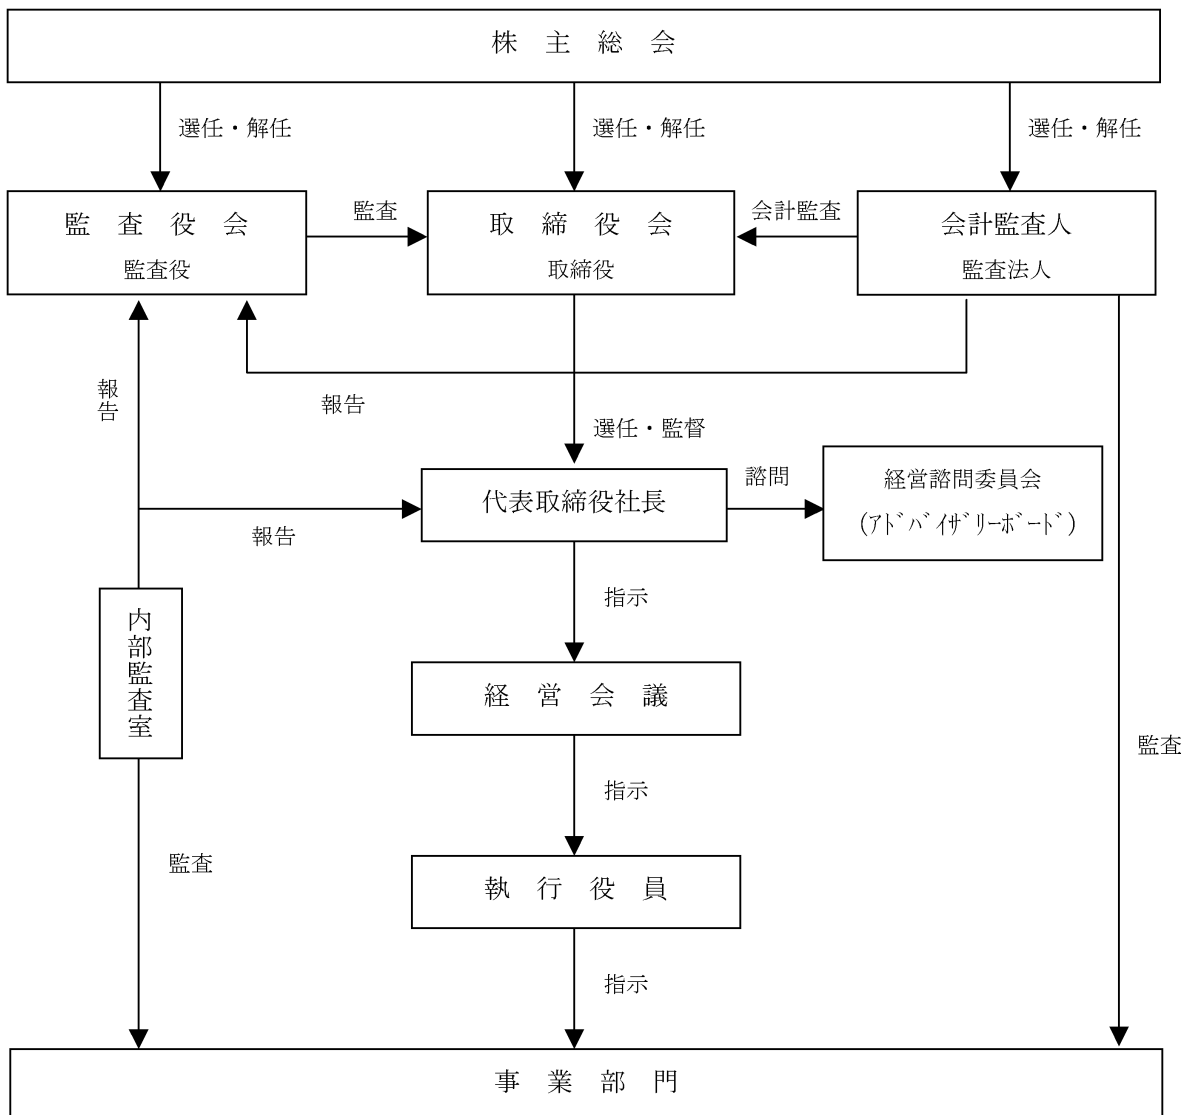 株 主 総 会
選任・解任
選任・解任
選任・解任
監 査 役 会
監査役
監査
取 締 役 会
取締役
会計監査
会計監査人
監査法人
報告
報告
選任・監督
代表取締役社長
諮問
経営諮問委員会
(ｱﾄﾞﾊﾞｲｻﾞﾘｰﾎﾞｰﾄﾞ)
報告
指示
内部監査室
経 営 会 議
監査
指示
監査
執 行 役 員
指示
事 業 部 門